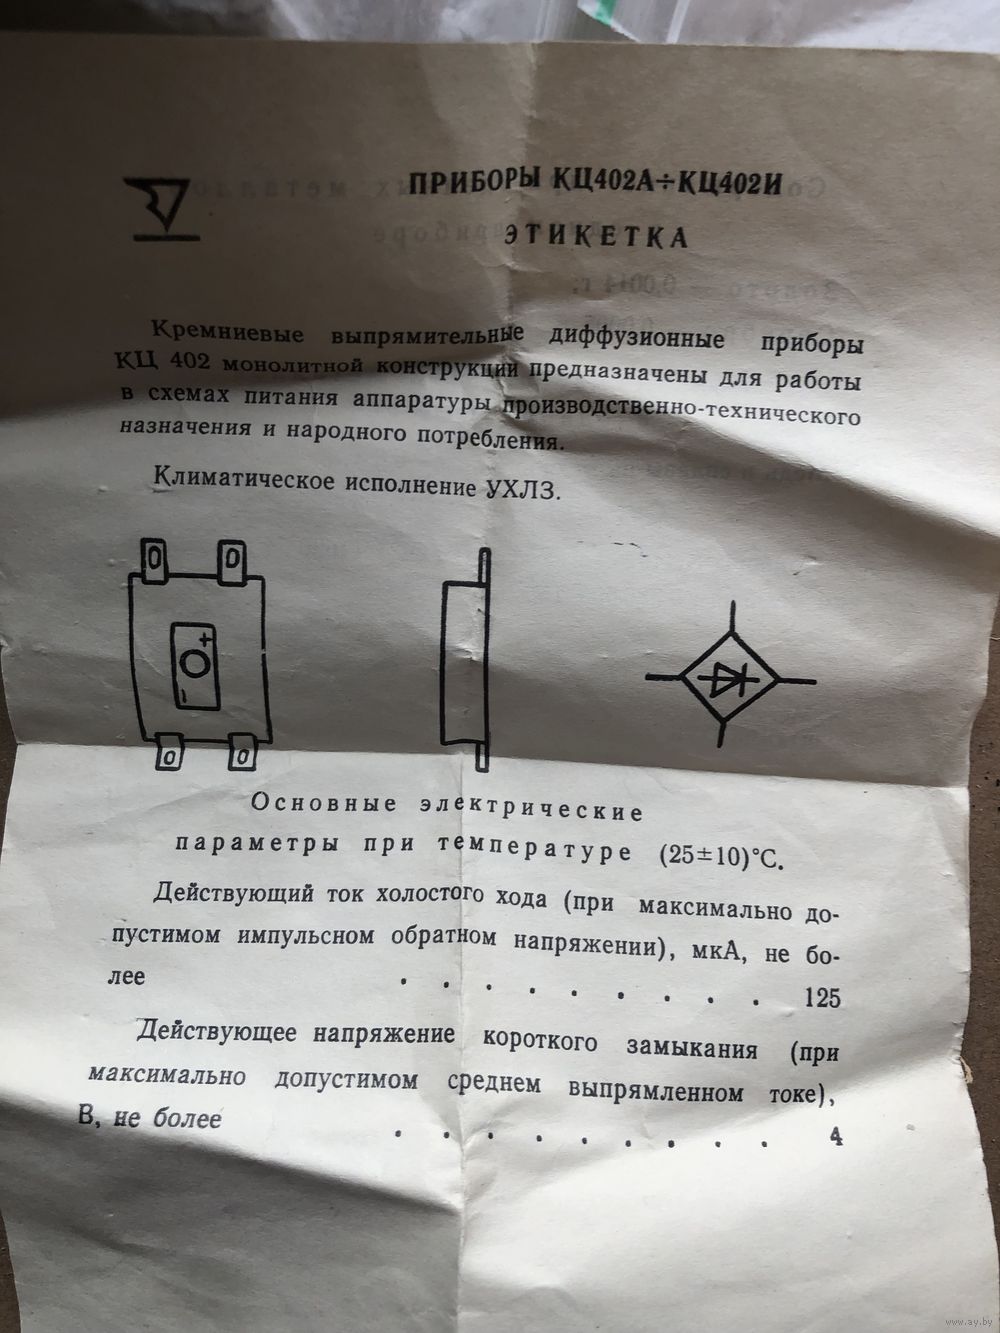 ПРИБОРЫ КЦ402А÷КЦ402И
ЭТИКЕТКА
Кремниевые выпрямительные диффузионные приборы
КЦ 402 монолитной конструкции предназначены для работы
в схемах питания аппаратуры производственно-технического
назначения и народного потребления.
Климатическое исполнение УХЛ3.
+
−
Основные электрические
параметры при температуре (25±10)°С.
Действующий ток холостого хода (при максимально до-
пустимом импульсном обратном напряжении), мкА, не бо-
лее . . . . . . . . . 125
Действующее напряжение короткого замыкания (при
максимально допустимом среднем выпрямленном токе),
В, не более . . . . . . . . . 4
www.ay.by